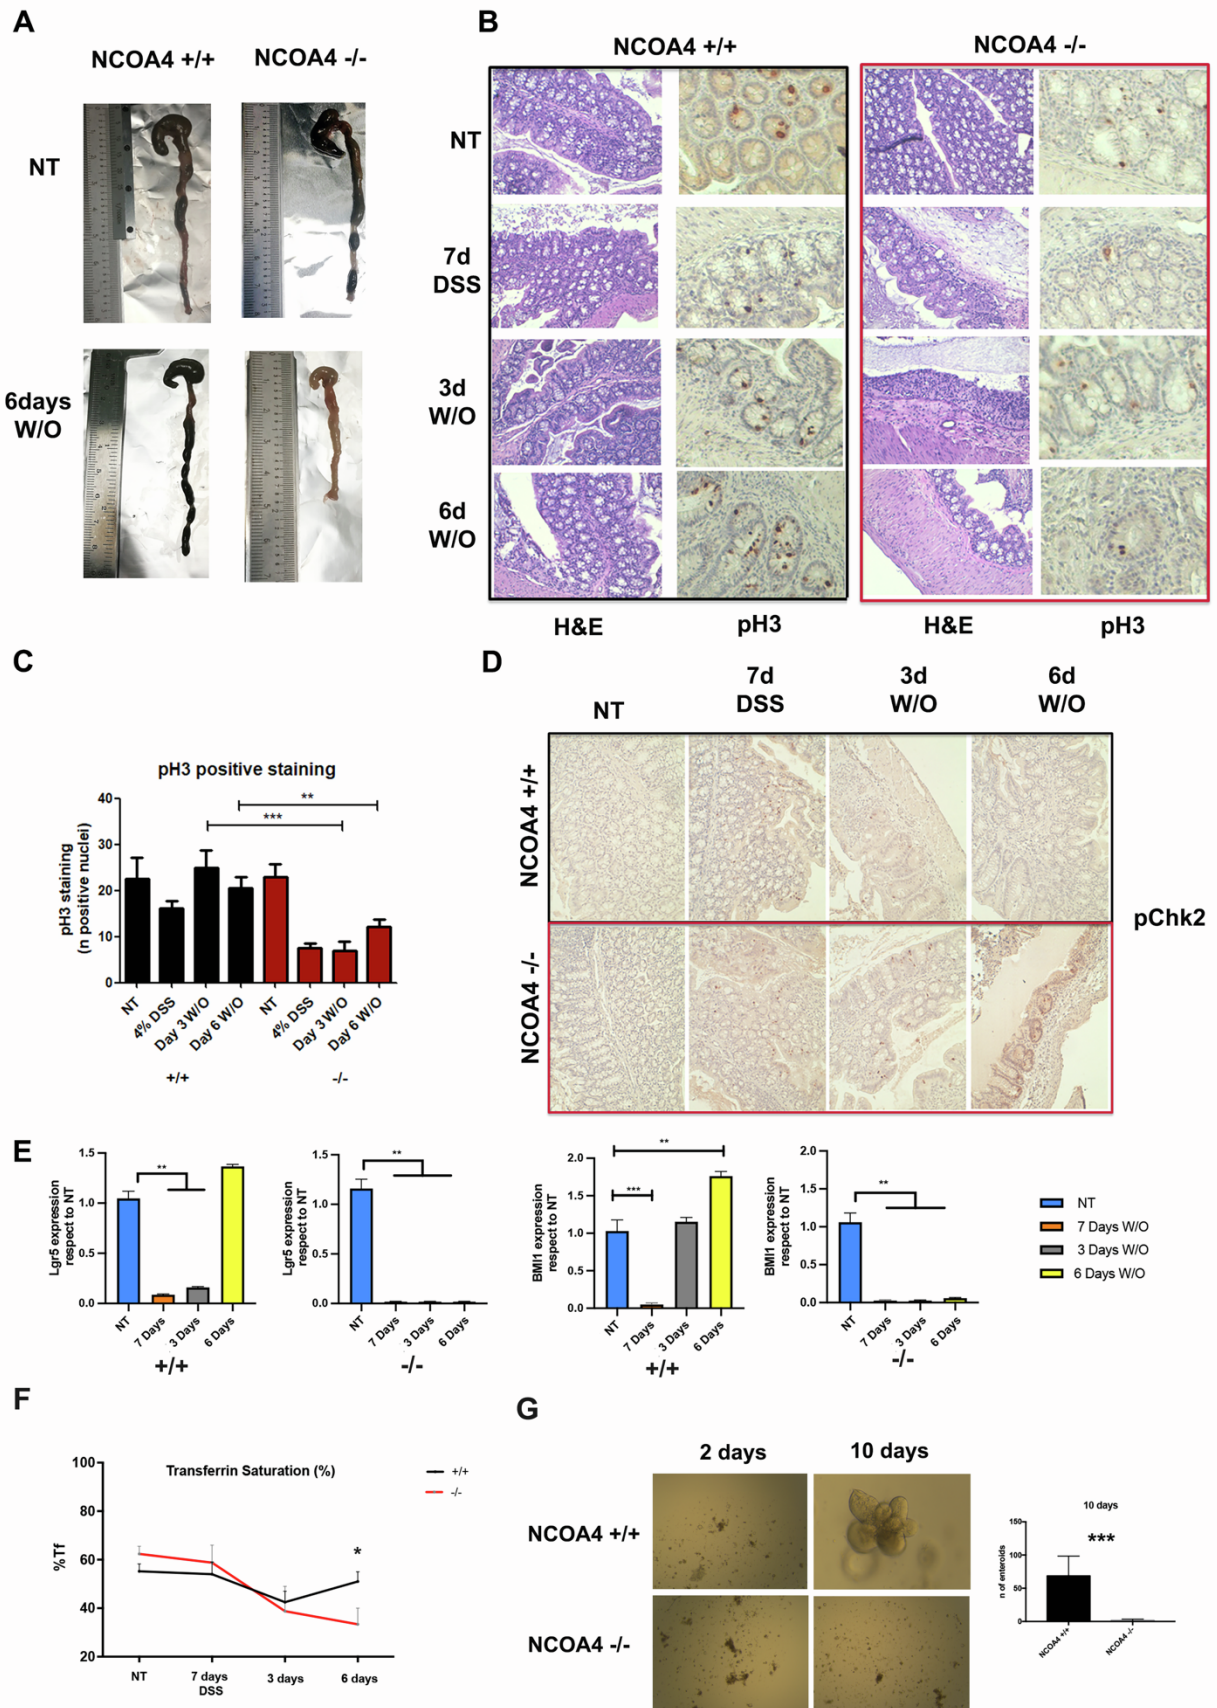 A
NCOA4 +/+
NCOA4 -/-
NT
6days
W/O
B
NCOA4 +/+
NCOA4 -/-
NT
7d
DSS
3d
W/O
6d
W/O
H&E
pH3
H&E
pH3
C
pH3 positive staining
pH3 staining
(n positive nuclei)
40
30
20
10
0
**
***
NT
4% DSS
Day 3 W/O
Day 6 W/O
NT
4% DSS
Day 3 W/O
Day 6 W/O
+/+
-/-
D
NT
7d
DSS
3d
W/O
6d
W/O
NCOA4 +/+
NCOA4 -/-
pChk2
E
Lgr5 expression
respect to NT
1.5
1.0
0.5
0.0
**
NT
7 Days
3 Days
6 Days
+/+
Lgr5 expression
respect to NT
1.5
1.0
0.5
0.0
**
NT
7 Days
3 Days
6 Days
-/-
BMI1 expression
respect to NT
2.0
1.5
1.0
0.5
0.0
**
***
NT
7 Days
3 Days
6 Days
+/+
BMI1 expression
respect to NT
2.0
1.5
1.0
0.5
0.0
**
NT
7 Days
3 Days
6 Days
-/-
NT
7 Days W/O
3 Days W/O
6 Days W/O
F
Transferrin Saturation (%)
%Tf
100
80
60
40
20
*
NT
7 days
DSS
3 days
6 days
+/+
-/-
G
2 days
10 days
NCOA4 +/+
NCOA4 -/-
10 days
n of enteroids
150
100
50
0
***
NCOA4 +/+
NCOA4 -/-